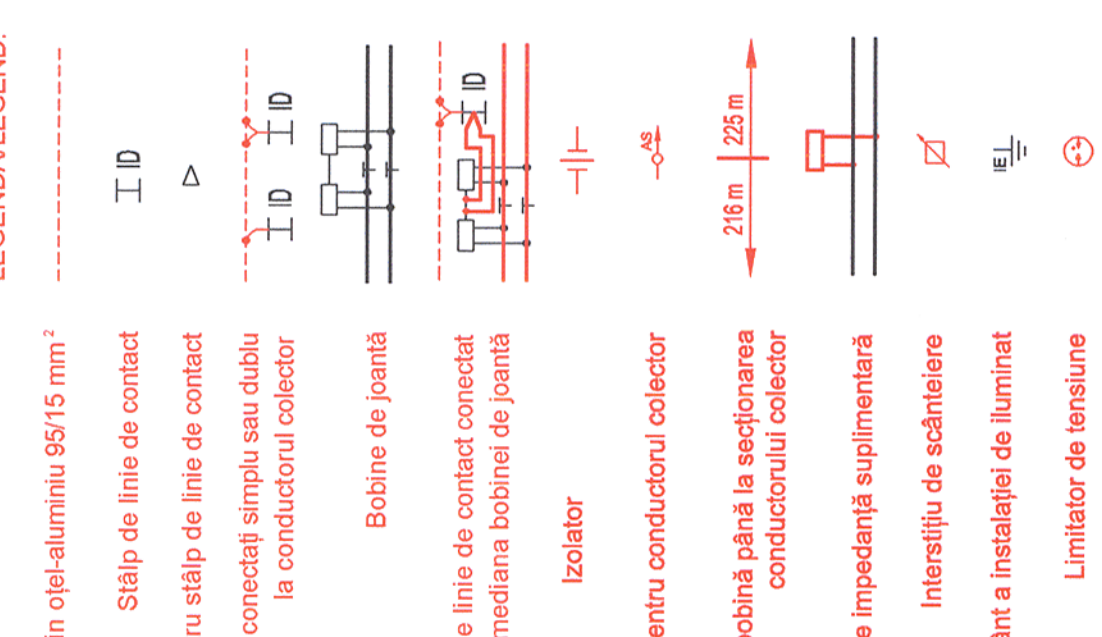 LEGENDĂ/LEGEND:
in oțel-aluminiu 95/15 mm²
Stâlp de linie de contact
ID
ru stâlp de linie de contact
conectați simplu sau dublu
la conductorul colector
ID
ID
Bobine de joantă
e linie de contact conectat
mediana bobinei de joantă
ID
Izolator
entru conductorul colector
AS
obină până la secționarea
conductorului colector
216 m
225 m
e impedanță suplimentară
Interstițiu de scânteiere
ânt a instalației de iluminat
IE
Limitator de tensiune